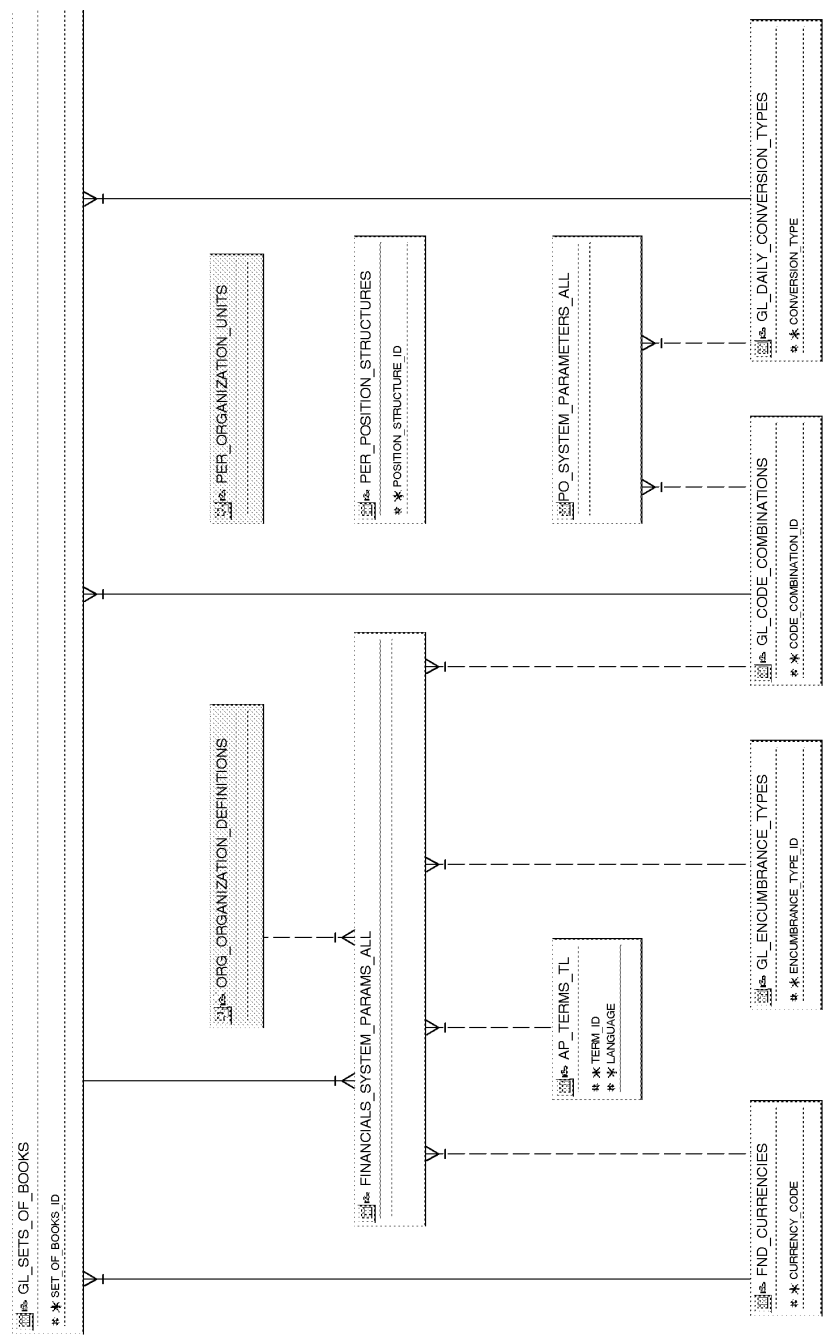 GL_SETS_OF_BOOKS
# * SET_OF_BOOKS_ID
ORG_ORGANIZATION_DEFINITIONS
PER_ORGANIZATION_UNITS
FINANCIALS_SYSTEM_PARAMS_ALL
PER_POSITION_STRUCTURES
# * POSITION_STRUCTURE_ID
AP_TERMS_TL
# * TERM_ID
# * LANGUAGE
PO_SYSTEM_PARAMETERS_ALL
FND_CURRENCIES
# * CURRENCY_CODE
GL_ENCUMBRANCE_TYPES
# * ENCUMBRANCE_TYPE_ID
GL_CODE_COMBINATIONS
# * CODE_COMBINATION_ID
GL_DAILY_CONVERSION_TYPES
# * CONVERSION_TYPE